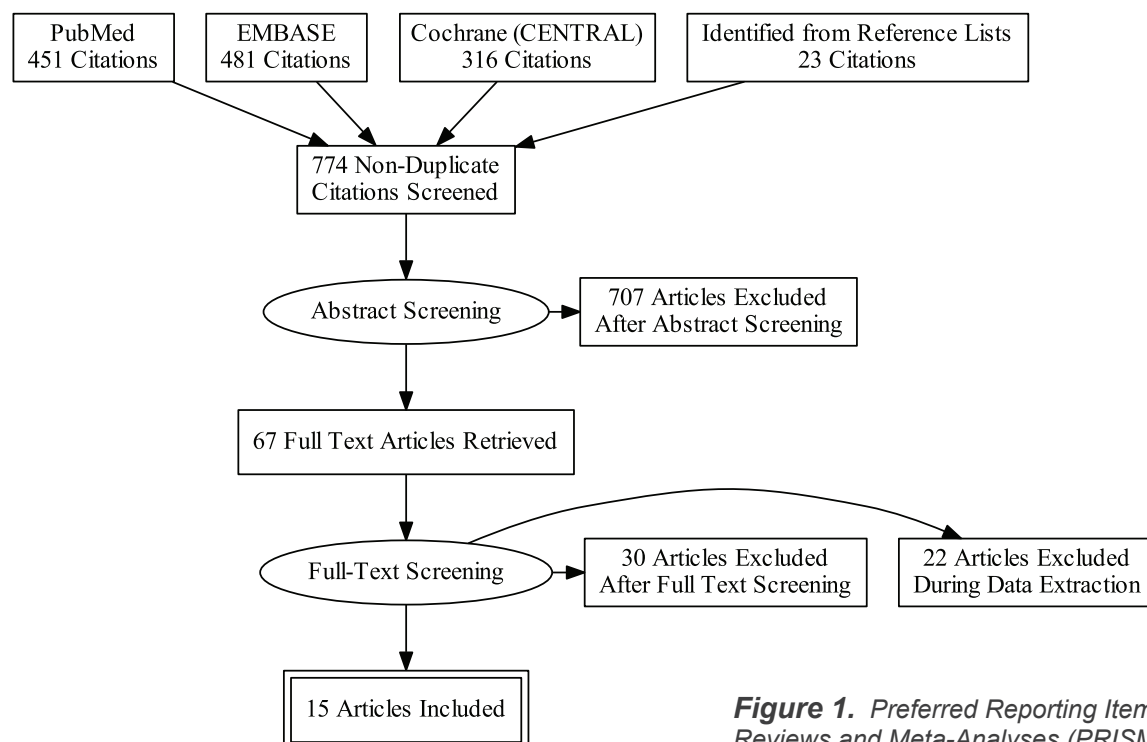 PubMed
451 Citations
EMBASE
481 Citations
Cochrane (CENTRAL)
316 Citations
Identified from Reference Lists
23 Citations
774 Non-Duplicate
Citations Screened
Abstract Screening
707 Articles Excluded
After Abstract Screening
67 Full Text Articles Retrieved
Full-Text Screening
30 Articles Excluded
After Full Text Screening
22 Articles Excluded
During Data Extraction
15 Articles Included
Figure 1. Preferred Reporting Item
Reviews and Meta-Analyses (PRISM